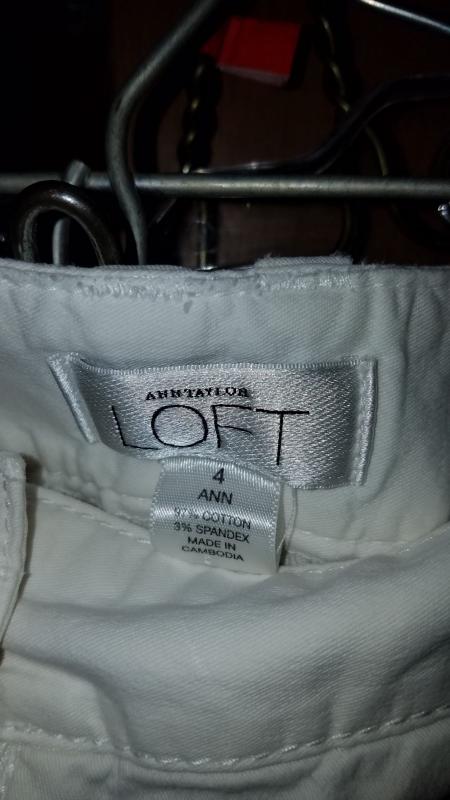 ANN TAYLOR
LOFT
4
ANN
97% COTTON
3% SPANDEX
MADE IN
CAMBODIA